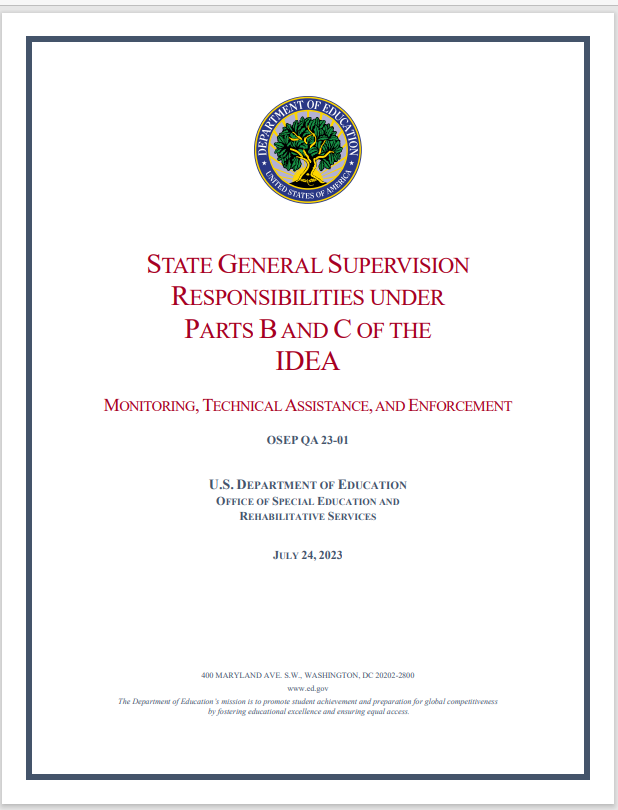 DEPARTMENT OF EDUCATION
UNITED STATES OF AMERICA
STATE GENERAL SUPERVISION
RESPONSIBILITIES UNDER
PARTS B AND C OF THE
IDEA
MONITORING, TECHNICAL ASSISTANCE, AND ENFORCEMENT
OSEP QA 23-01
U.S. DEPARTMENT OF EDUCATION
OFFICE OF SPECIAL EDUCATION AND
REHABILITATIVE SERVICES
JULY 24, 2023
400 MARYLAND AVE. S.W., WASHINGTON, DC 20202-2800
www.ed.gov
The Department of Education's mission is to promote student achievement and preparation for global competitiveness
by fostering educational excellence and ensuring equal access.